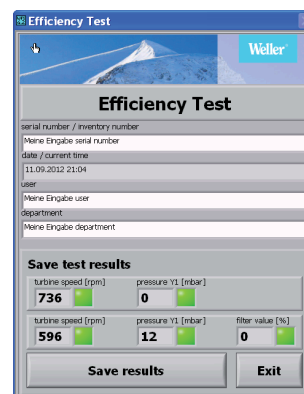 Efficiency Test
Weller
Efficiency Test
serial number / inventory number
Meine Eingabe serial number
date / current time
11.09.2012 21:04
user
Meine Eingabe user
department
Meine Eingabe department
Save test results
turbine speed [rpm] pressure Y1 [mbar]
736 0
turbine speed [rpm] pressure Y1 [mbar] filter value [%]
596 12 0
Save results Exit